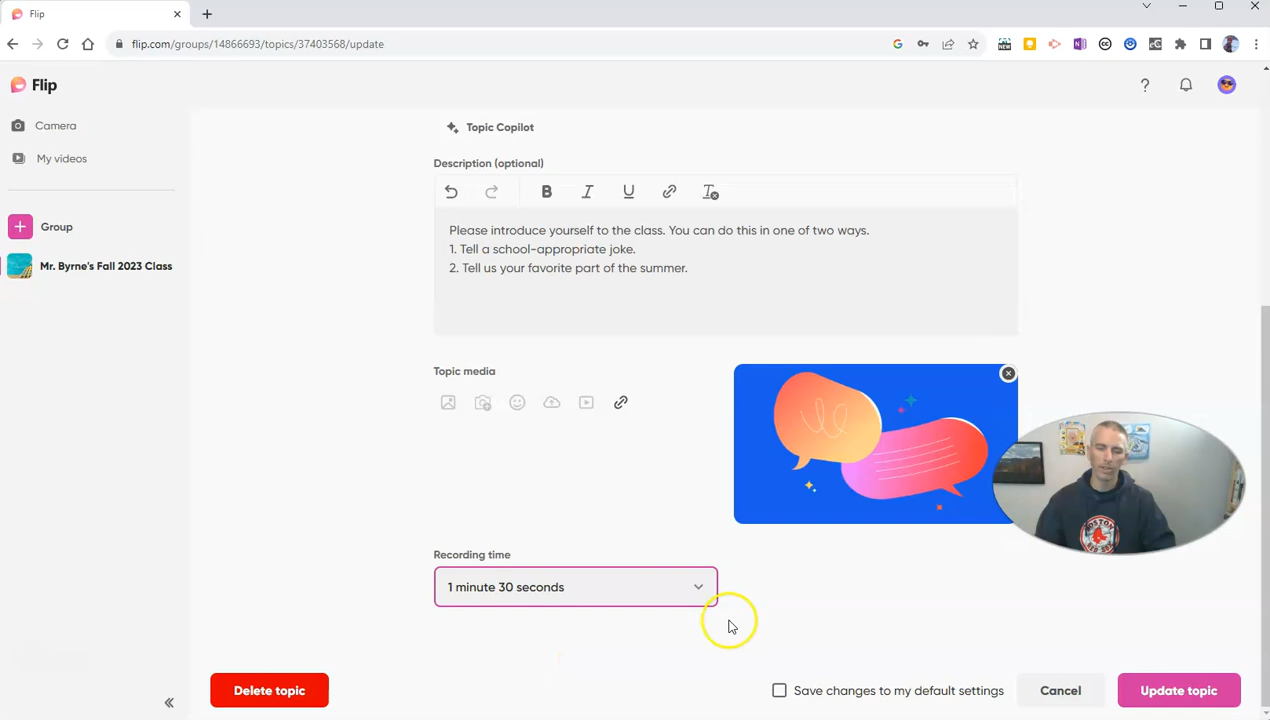 Flip
flip.com/groups/14866693/topics/37403568/update
Flip
Camera
My videos
Group
Mr. Byrne's Fall 2023 Class
Topic Copilot
Description (optional)
B I U
Please introduce yourself to the class. You can do this in one of two ways.
1. Tell a school-appropriate joke.
2. Tell us your favorite part of the summer.
Topic media
Recording time
1 minute 30 seconds
Delete topic
Save changes to my default settings
Cancel
Update topic